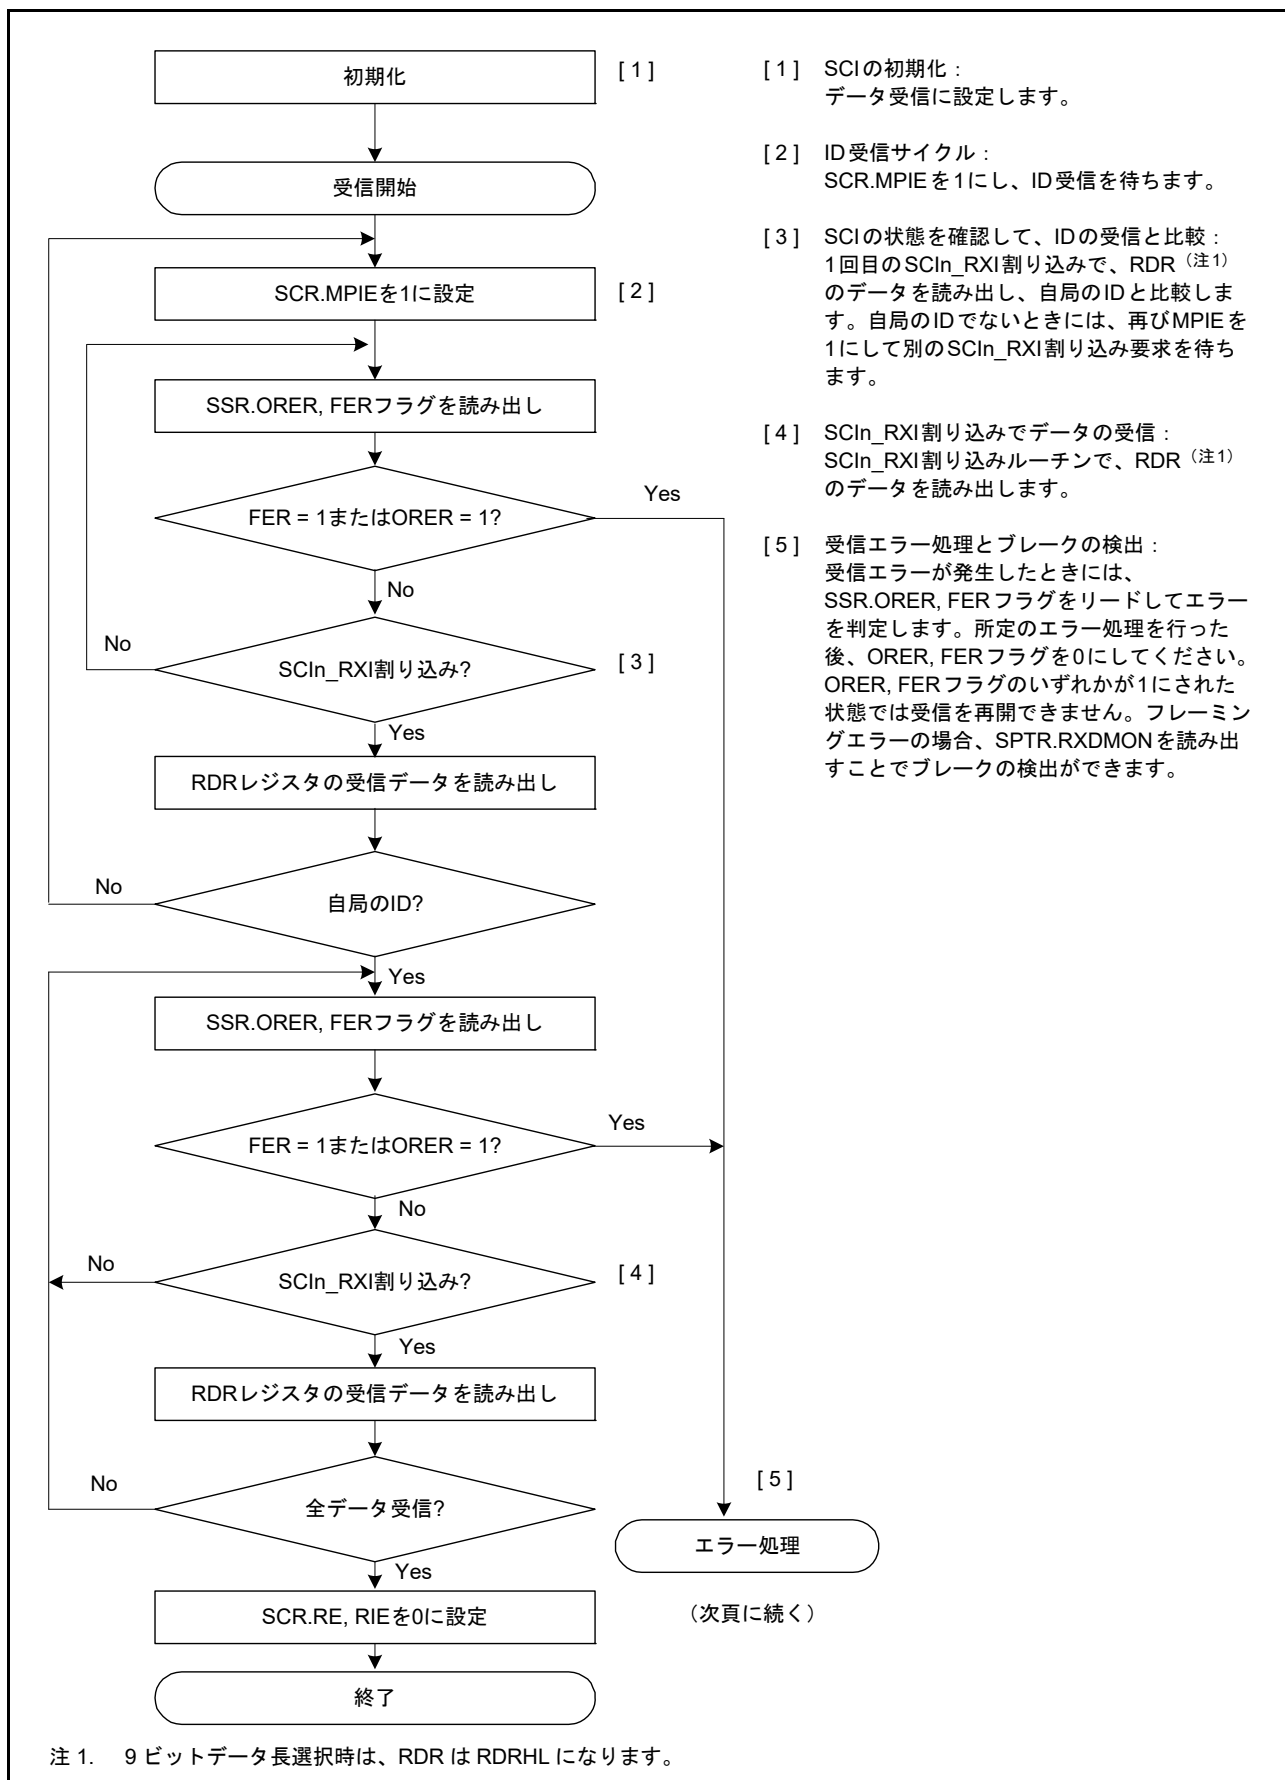 初期化
[ 1 ]
受信開始
SCR.MPIEを1に設定
[ 2 ]
SSR.ORER, FERフラグを読み出し
FER = 1またはORER = 1?
Yes
No
SCIn_RXI割り込み?
No
[ 3 ]
Yes
RDRレジスタの受信データを読み出し
自局のID?
No
Yes
SSR.ORER, FERフラグを読み出し
FER = 1またはORER = 1?
Yes
No
SCIn_RXI割り込み?
No
[ 4 ]
Yes
RDRレジスタの受信データを読み出し
全データ受信?
No
Yes
SCR.RE, RIEを0に設定
終了
[ 5 ]
エラー処理
（次頁に続く）
[ 1 ] SCIの初期化：
データ受信に設定します。
[ 2 ] ID受信サイクル：
SCR.MPIEを1にし、ID受信を待ちます。
[ 3 ] SCIの状態を確認して、IDの受信と比較：
1回目のSCIn_RXI割り込みで、RDR（注1）
のデータを読み出し、自局のIDと比較しま
す。自局のIDでないときには、再びMPIEを
1にして別のSCIn_RXI割り込み要求を待ち
ます。
[ 4 ] SCIn_RXI割り込みでデータの受信：
SCIn_RXI割り込みルーチンで、RDR（注1）
のデータを読み出します。
[ 5 ] 受信エラー処理とブレークの検出：
受信エラーが発生したときには、
SSR.ORER, FERフラグをリードしてエラー
を判定します。所定のエラー処理を行った
後、ORER, FERフラグを0にしてください。
ORER, FERフラグのいずれかが1にされた
状態では受信を再開できません。フレーミン
グエラーの場合、SPTR.RXDMONを読み出
すことでブレークの検出ができます。
注 1. 9 ビットデータ長選択時は、RDR は RDRHL になります。